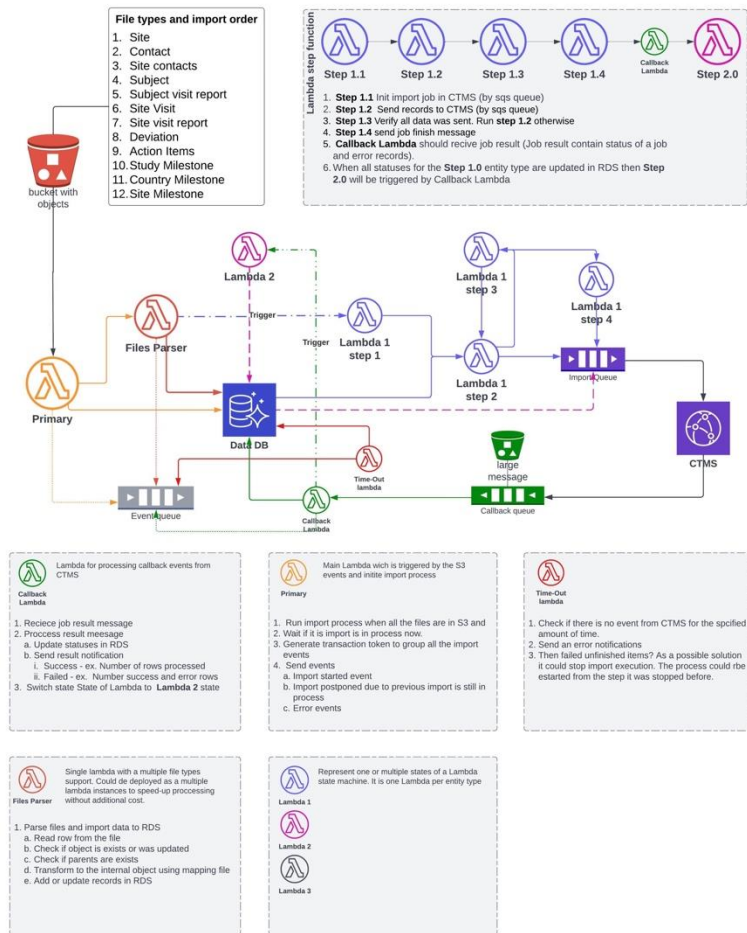 File types and import order
1. Site
2. Contact
3. Site contacts
4. Subject
5. Subject visit report
6. Site Visit
7. Site visit report
8. Deviation
9. Action Items
10. Study Milestone
11. Country Milestone
12. Site Milestone
bucket with
objects
Lambda step function
Step 1.1
Step 1.2
Step 1.3
Step 1.4
Callback
Lambda
Step 2.0
1. Step 1.1 Init import job in CTMS (by sqs queue)
2. Step 1.2 Send records to CTMS (by sqs queue)
3. Step 1.3 Verify all data was sent. Run step 1.2 otherwise
4. Step 1.4 send job finish message
5. Callback Lambda should recive job result (Job result contain status of a job
and error records).
6. When all statuses for the Step 1.0 entity type are updated in RDS then Step
2.0 will be triggered by Callback Lambda
Lambda 2
Lambda 1
step 3
Lambda 1
step 4
Files Parser
Trigger
Trigger
Lambda 1
step 1
Lambda 1
step 2
Import Queue
Primary
Data DB
CTMS
large
message
Time-Out
lambda
Event queue
Callback
Lambda
Callback queue
Callback
Lambda
Lambda for processing callback events from
CTMS
1. Reciece job result message
2. Proccess result meesage
a. Update statuses in RDS
b. Send result notification
i. Success - ex. Number of rows processed
ii. Failed - ex. Number success and error rows
3. Switch state State of Lambda to Lambda 2 state
Primary
Main Lambda wich is triggered by the S3
events and initite import process
1. Run import process when all the files are in S3 and
2. Wait if it is import is in process now.
3. Generate transaction token to group all the import
events
4. Send events
a. Import started event
b. Import postponed due to previous import is still in
process
c. Error events
Time-Out
lambda
1. Check if there is no event from CTMS for the spcified
amount of time.
2. Send an error notifications
3. Then failed unfinished items? As a possible solution
it could stop import execution. The process could rbe
estarted from the step it was stopped before.
Files Parser
Single lambda with a multiple file types
support. Could de deployed as a multiple
lambda instances to speed-up proccessing
without additional cost.
1. Parse files and import data to RDS
a. Read row from the file
b. Check if object is exists or was updated
c. Check if parents are exists
d. Transform to the internal object using mapping file
e. Add or update records in RDS
Lambda 1
Represent one or multiple states of a Lambda
state machine. It is one Lambda per entity type
Lambda 2
Lambda 3